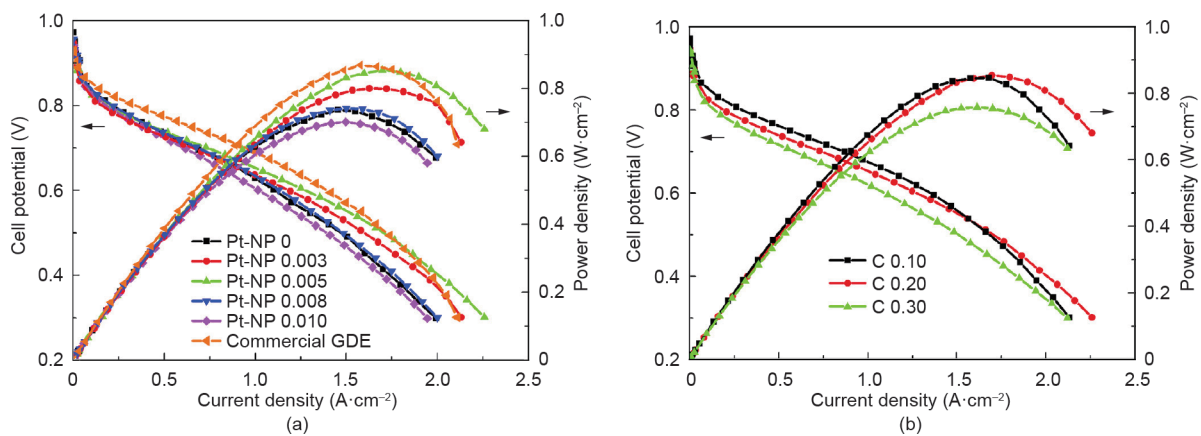 1.0
0.8
0.6
0.4
0.2
Cell potential (V)
0
0.5
1.0
1.5
2.0
2.5
Current density (A·cm⁻²)
1.0
0.8
0.6
0.4
0.2
0
Power density (W·cm⁻²)
Pt-NP 0
Pt-NP 0.003
Pt-NP 0.005
Pt-NP 0.008
Pt-NP 0.010
Commercial GDE
(a)
1.0
0.8
0.6
0.4
0.2
Cell potential (V)
0
0.5
1.0
1.5
2.0
2.5
Current density (A·cm⁻²)
1.0
0.8
0.6
0.4
0.2
0
Power density (W·cm⁻²)
C 0.10
C 0.20
C 0.30
(b)